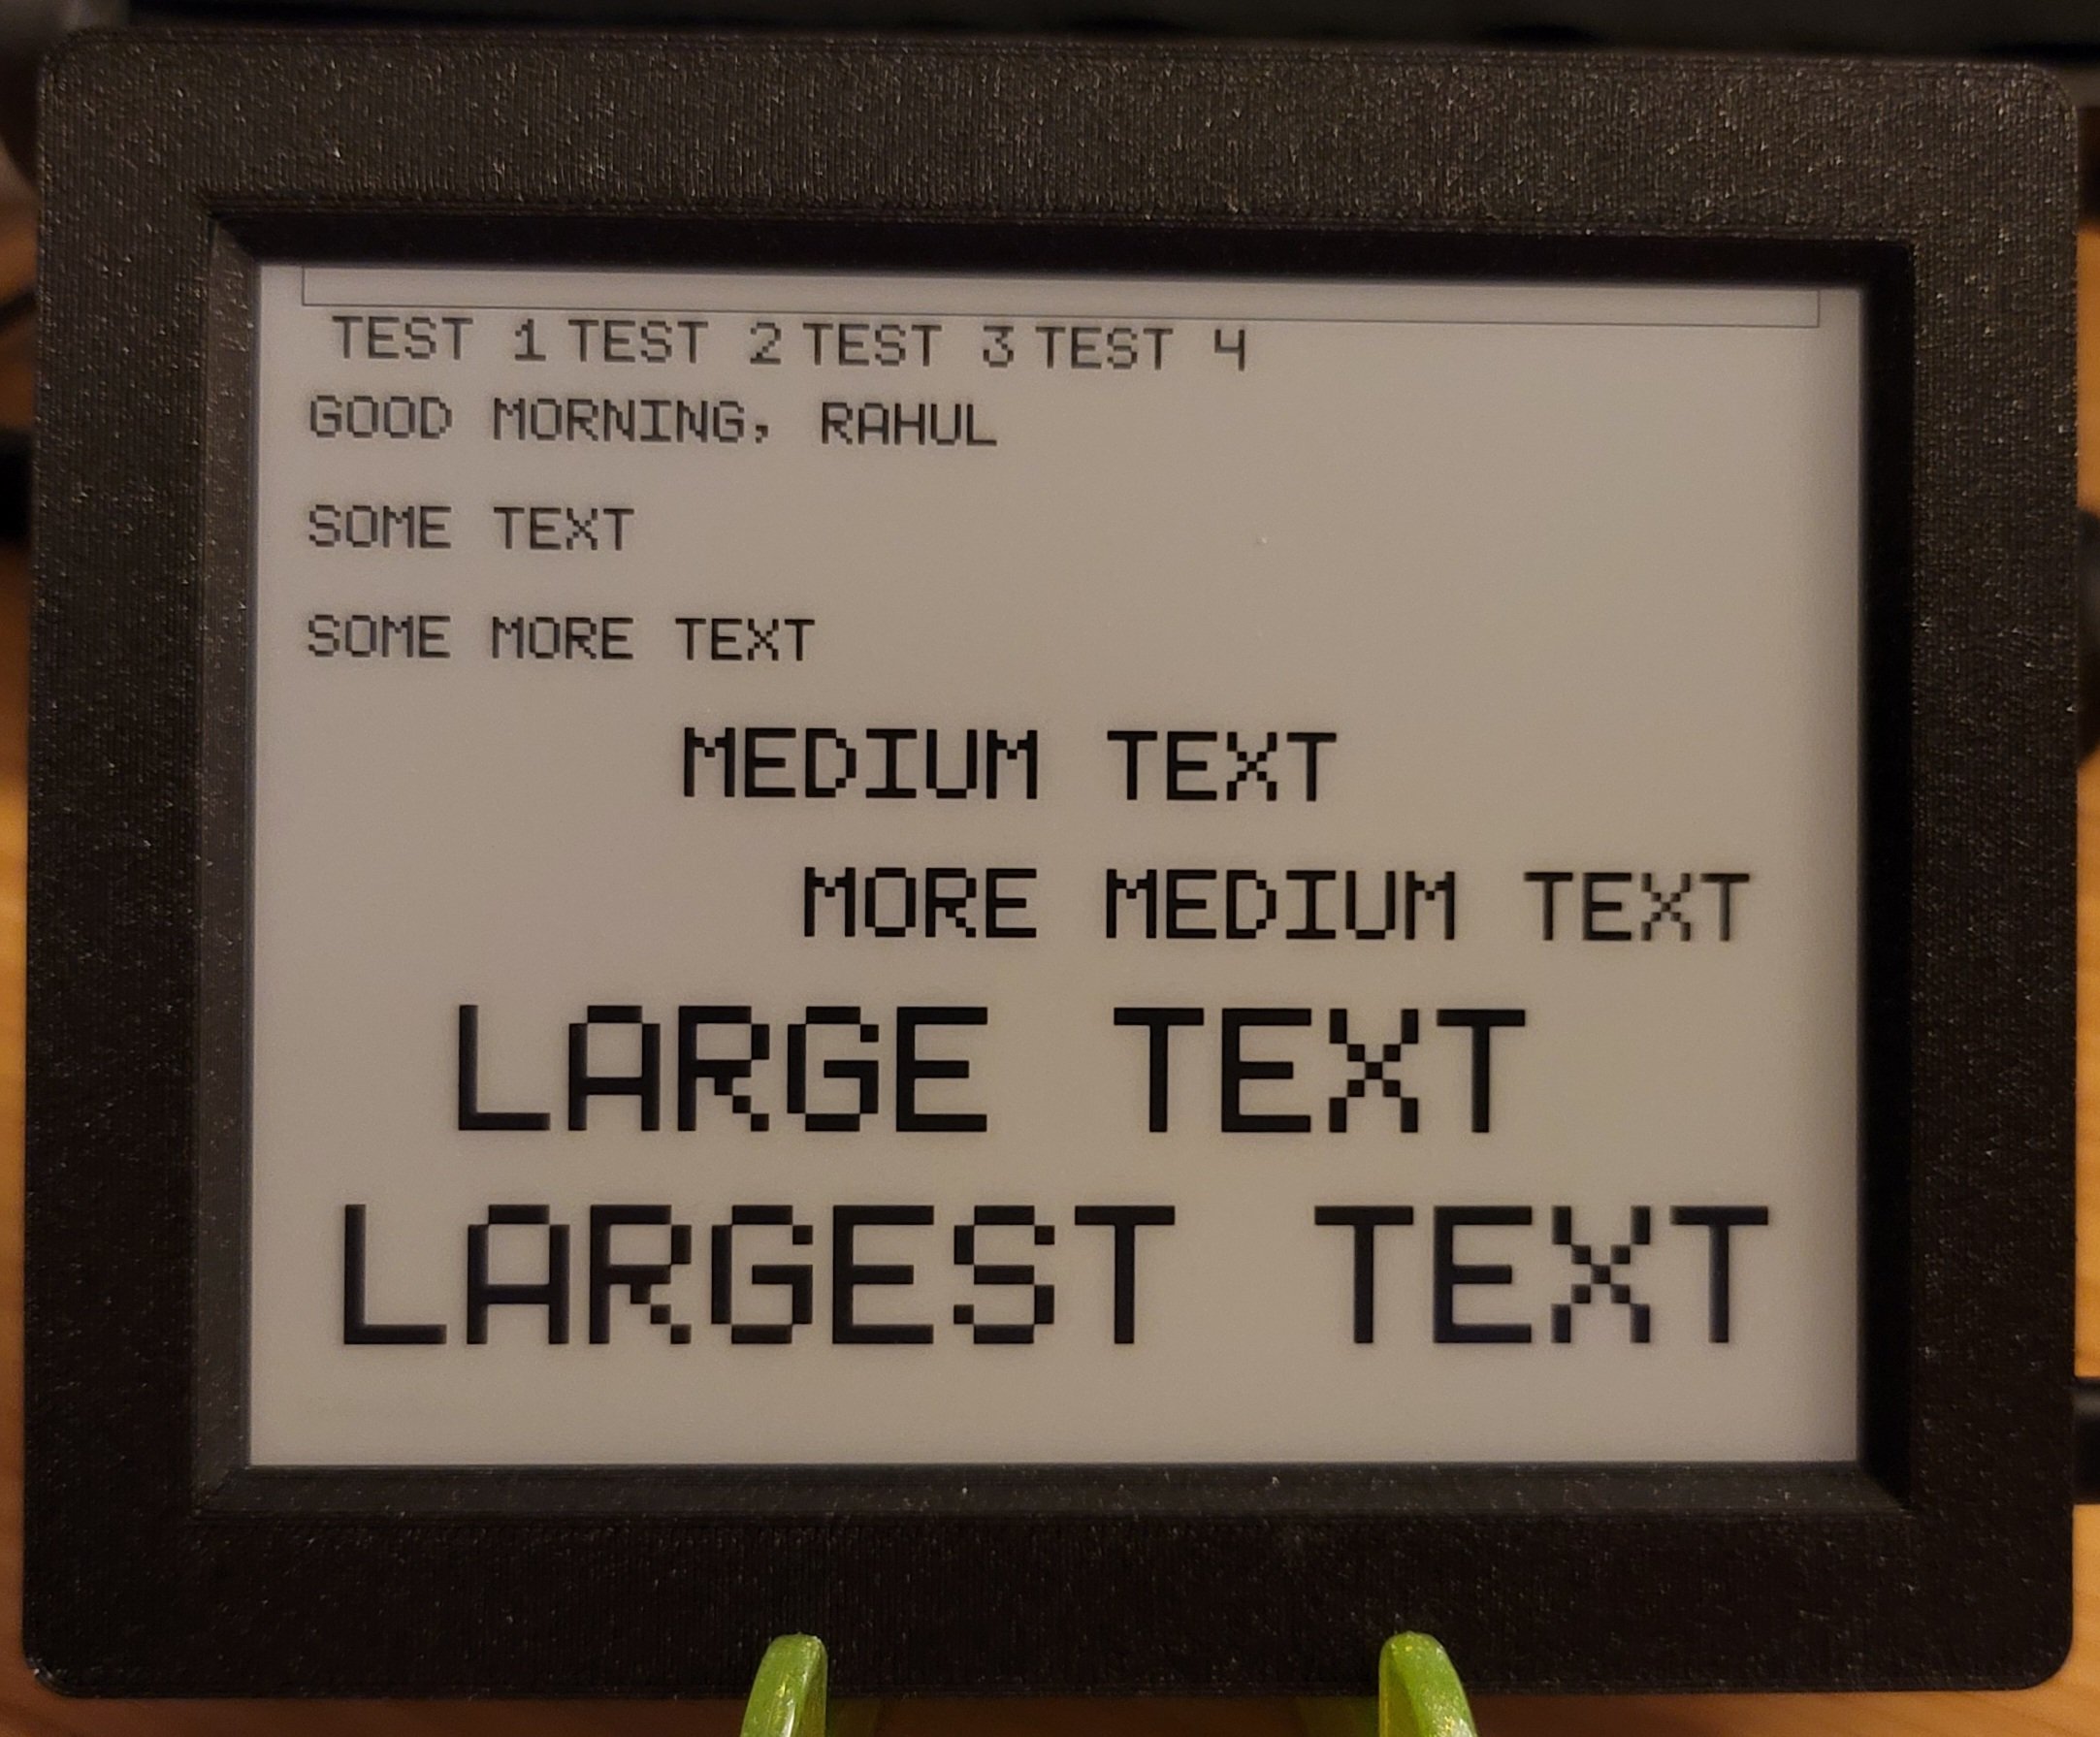 TEST 1 TEST 2 TEST 3 TEST 4
GOOD MORNING, RAHUL
SOME TEXT
SOME MORE TEXT
MEDIUM TEXT
MORE MEDIUM TEXT
LARGE TEXT
LARGEST TEXT